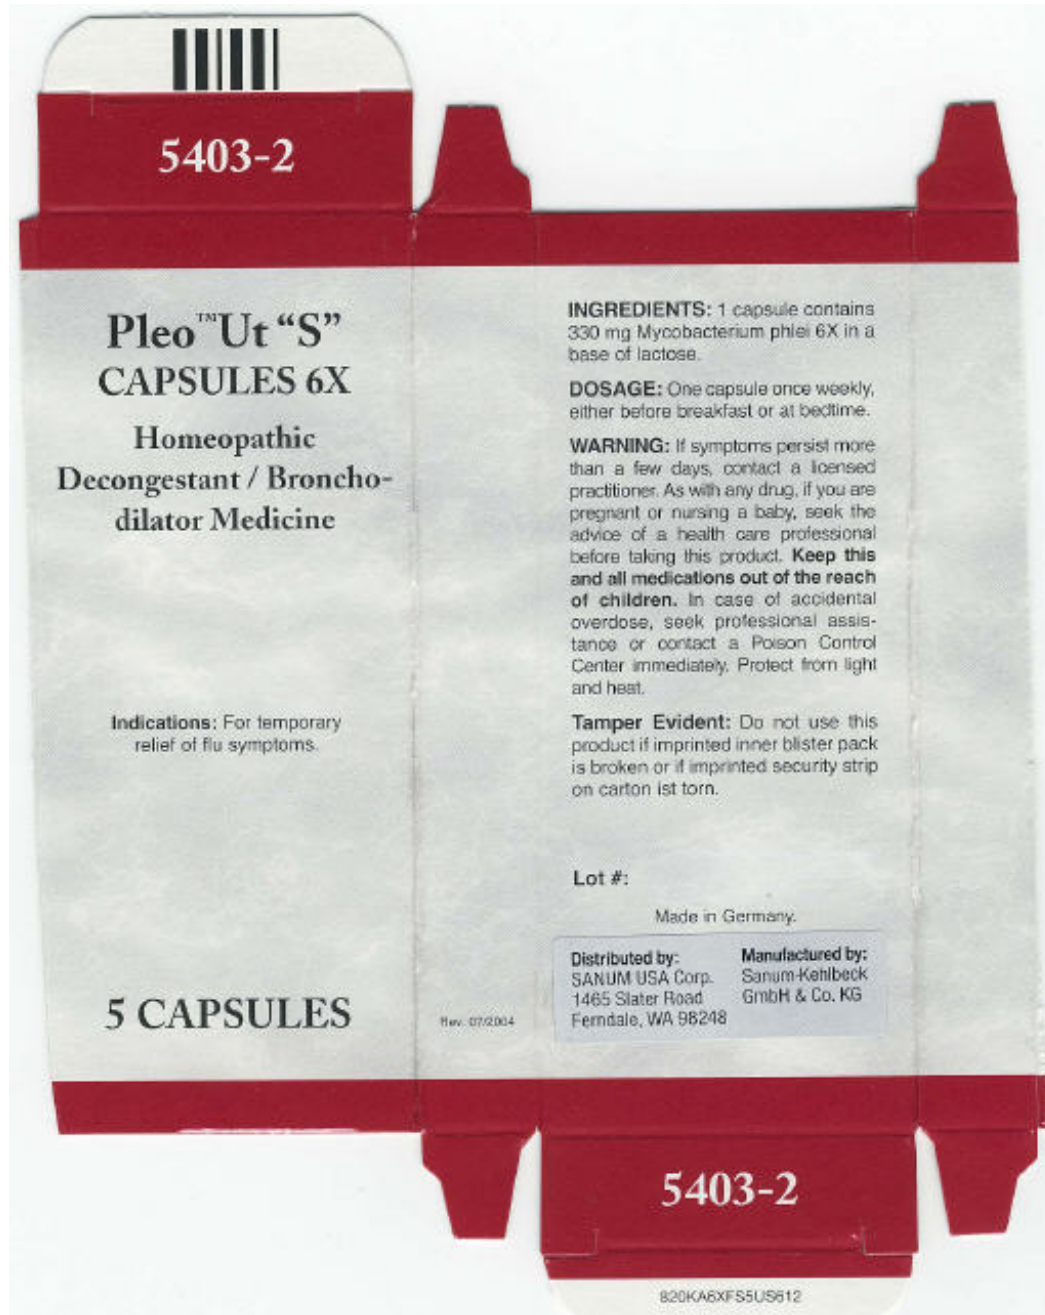 5403-2
Pleo™Ut “S”
CAPSULES 6X
Homeopathic
Decongestant / Broncho-
dilator Medicine
Indications: For temporary
relief of flu symptoms.
5 CAPSULES
Rev. 07/2004
INGREDIENTS: 1 capsule contains
330 mg Mycobacterium phlei 6X in a
base of lactose.
DOSAGE: One capsule once weekly,
either before breakfast or at bedtime.
WARNING: If symptoms persist more
than a few days, contact a licensed
practitioner. As with any drug, if you are
pregnant or nursing a baby, seek the
advice of a health care professional
before taking this product. Keep this
and all medications out of the reach
of children. In case of accidental
overdose, seek professional assis-
tance or contact a Poison Control
Center immediately. Protect from light
and heat.
Tamper Evident: Do not use this
product if imprinted inner blister pack
is broken or if imprinted security strip
on carton ist torn.
Lot #:
Made in Germany.
Distributed by:
SANUM USA Corp.
1465 Slater Road
Ferndale, WA 98248
Manufactured by:
Sanum-Kehlbeck
GmbH & Co. KG
5403-2
820KA6XFS5US612